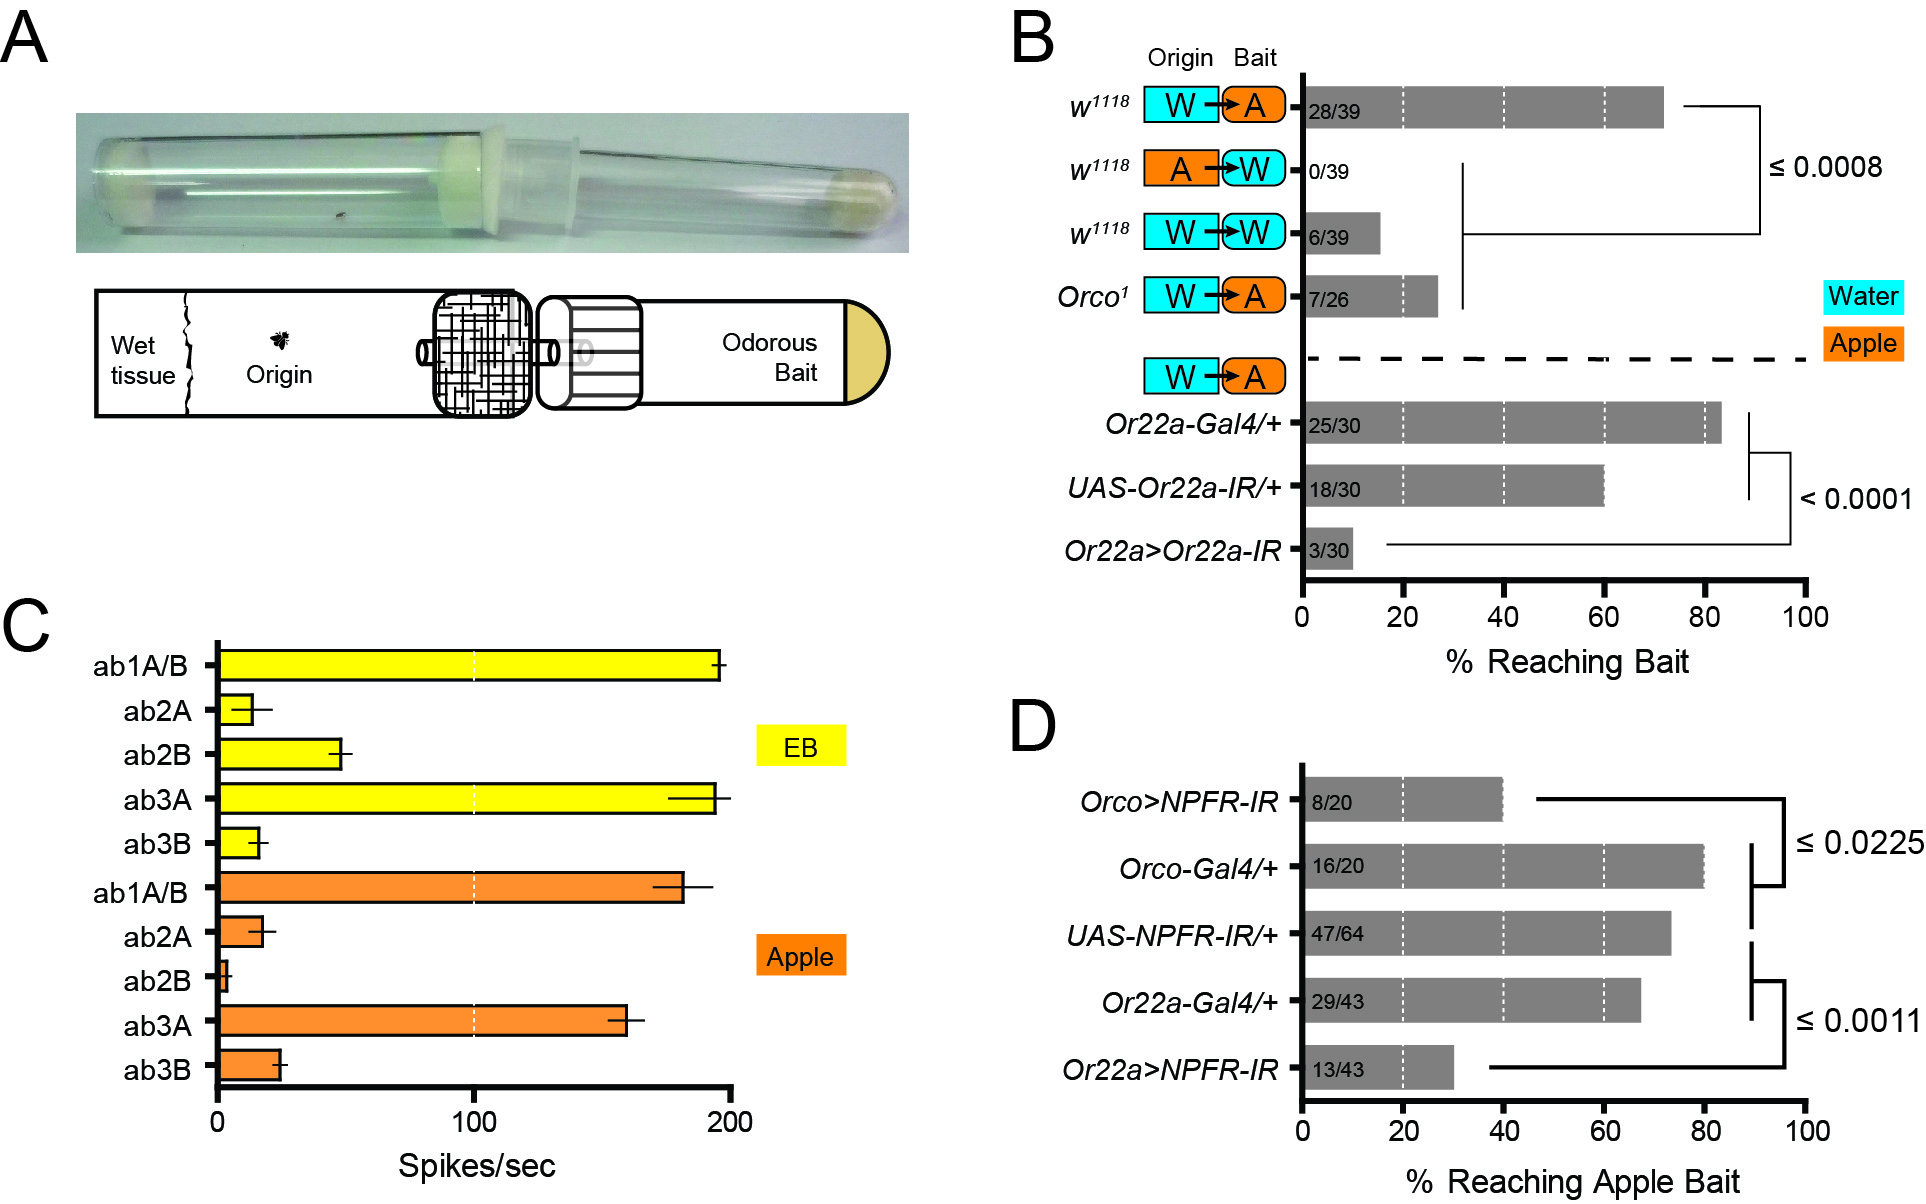 A
Wet
tissue
Origin
Odorous
Bait
B
Origin Bait
w1118 W A 28/39
w1118 A W 0/39
w1118 W W 6/39
Orco1 W A 7/26
≤ 0.0008
Water
Apple
W A
Or22a-Gal4/+ 25/30
UAS-Or22a-IR/+ 18/30
Or22a>Or22a-IR 3/30
< 0.0001
0 20 40 60 80 100
% Reaching Bait
C
ab1A/B
ab2A
ab2B
ab3A
ab3B
ab1A/B
ab2A
ab2B
ab3A
ab3B
EB
Apple
0 100 200
Spikes/sec
D
Orco>NPFR-IR 8/20
Orco-Gal4/+ 16/20
UAS-NPFR-IR/+ 47/64
Or22a-Gal4/+ 29/43
Or22a>NPFR-IR 13/43
≤ 0.0225
≤ 0.0011
0 20 40 60 80 100
% Reaching Apple Bait